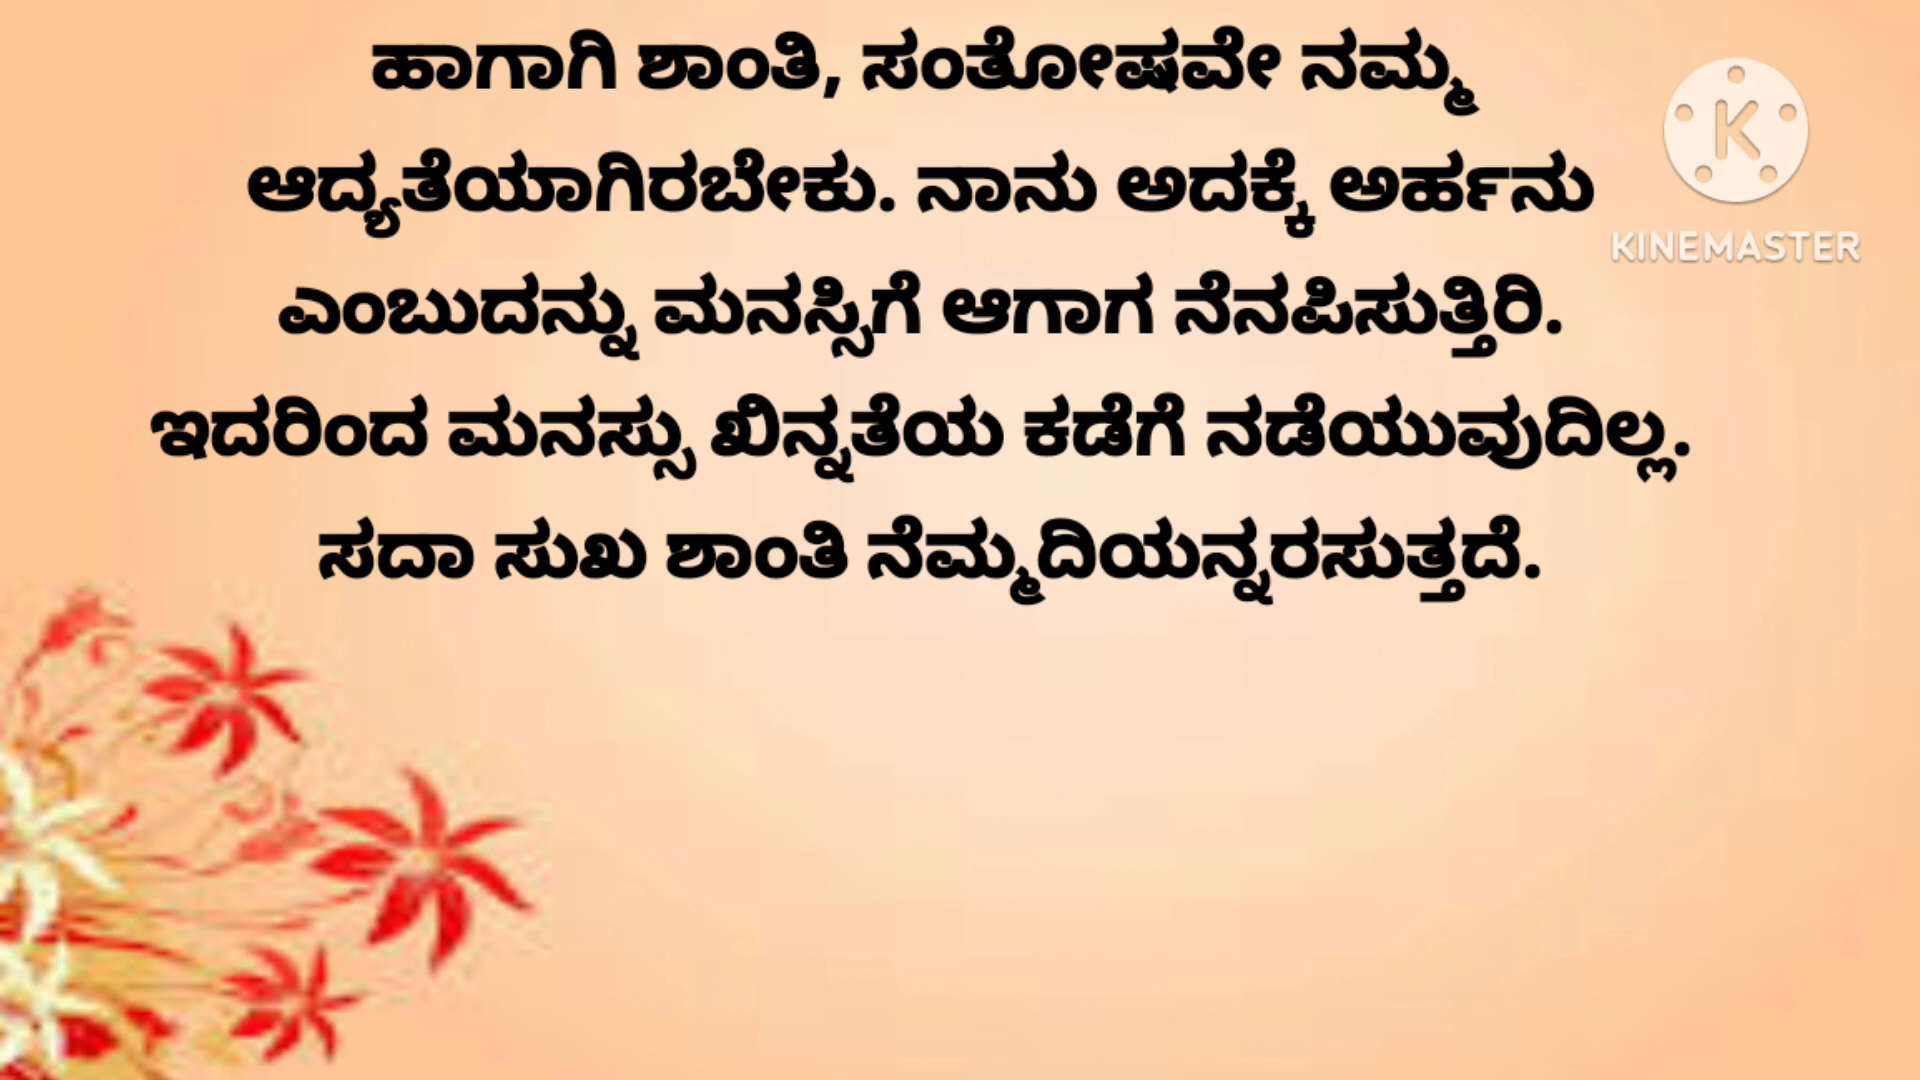 ಹಾಗಾಗಿ ಶಾಂತಿ, ಸಂತೋಷವೇ ನಮ್ಮ
ಆದ್ಯತೆಯಾಗಿರಬೇಕು. ನಾನು ಅದಕ್ಕೆ ಅರ್ಹನು
ಎಂಬುದನ್ನು ಮನಸ್ಸಿಗೆ ಆಗಾಗ ನೆನಪಿಸುತ್ತಿರಿ.
ಇದರಿಂದ ಮನಸ್ಸು ಖಿನ್ನತೆಯ ಕಡೆಗೆ ನಡೆಯುವುದಿಲ್ಲ.
ಸದಾ ಸುಖ ಶಾಂತಿ ನೆಮ್ಮದಿಯನ್ನರಸುತ್ತದೆ.
K
KINEMASTER